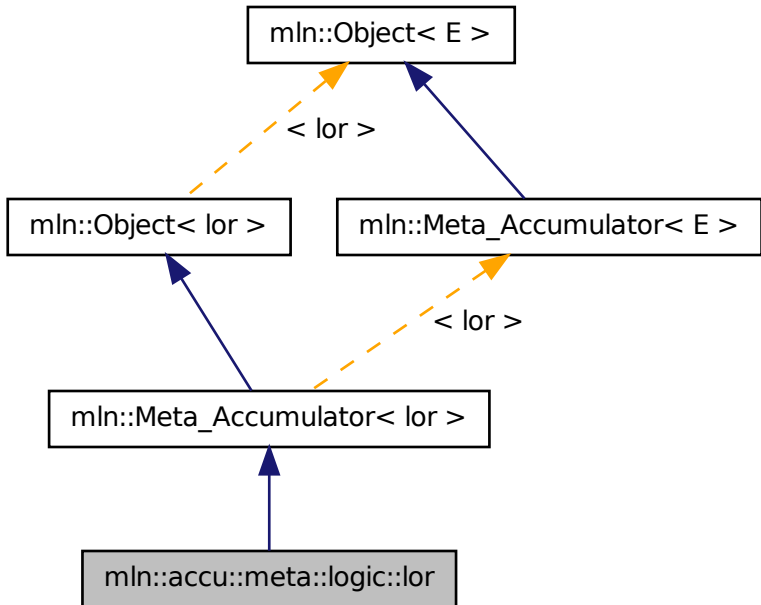 mln::Object< E >
< lor >
mln::Object< lor >
mln::Meta_Accumulator< E >
< lor >
mln::Meta_Accumulator< lor >
mln::accu::meta::logic::lor